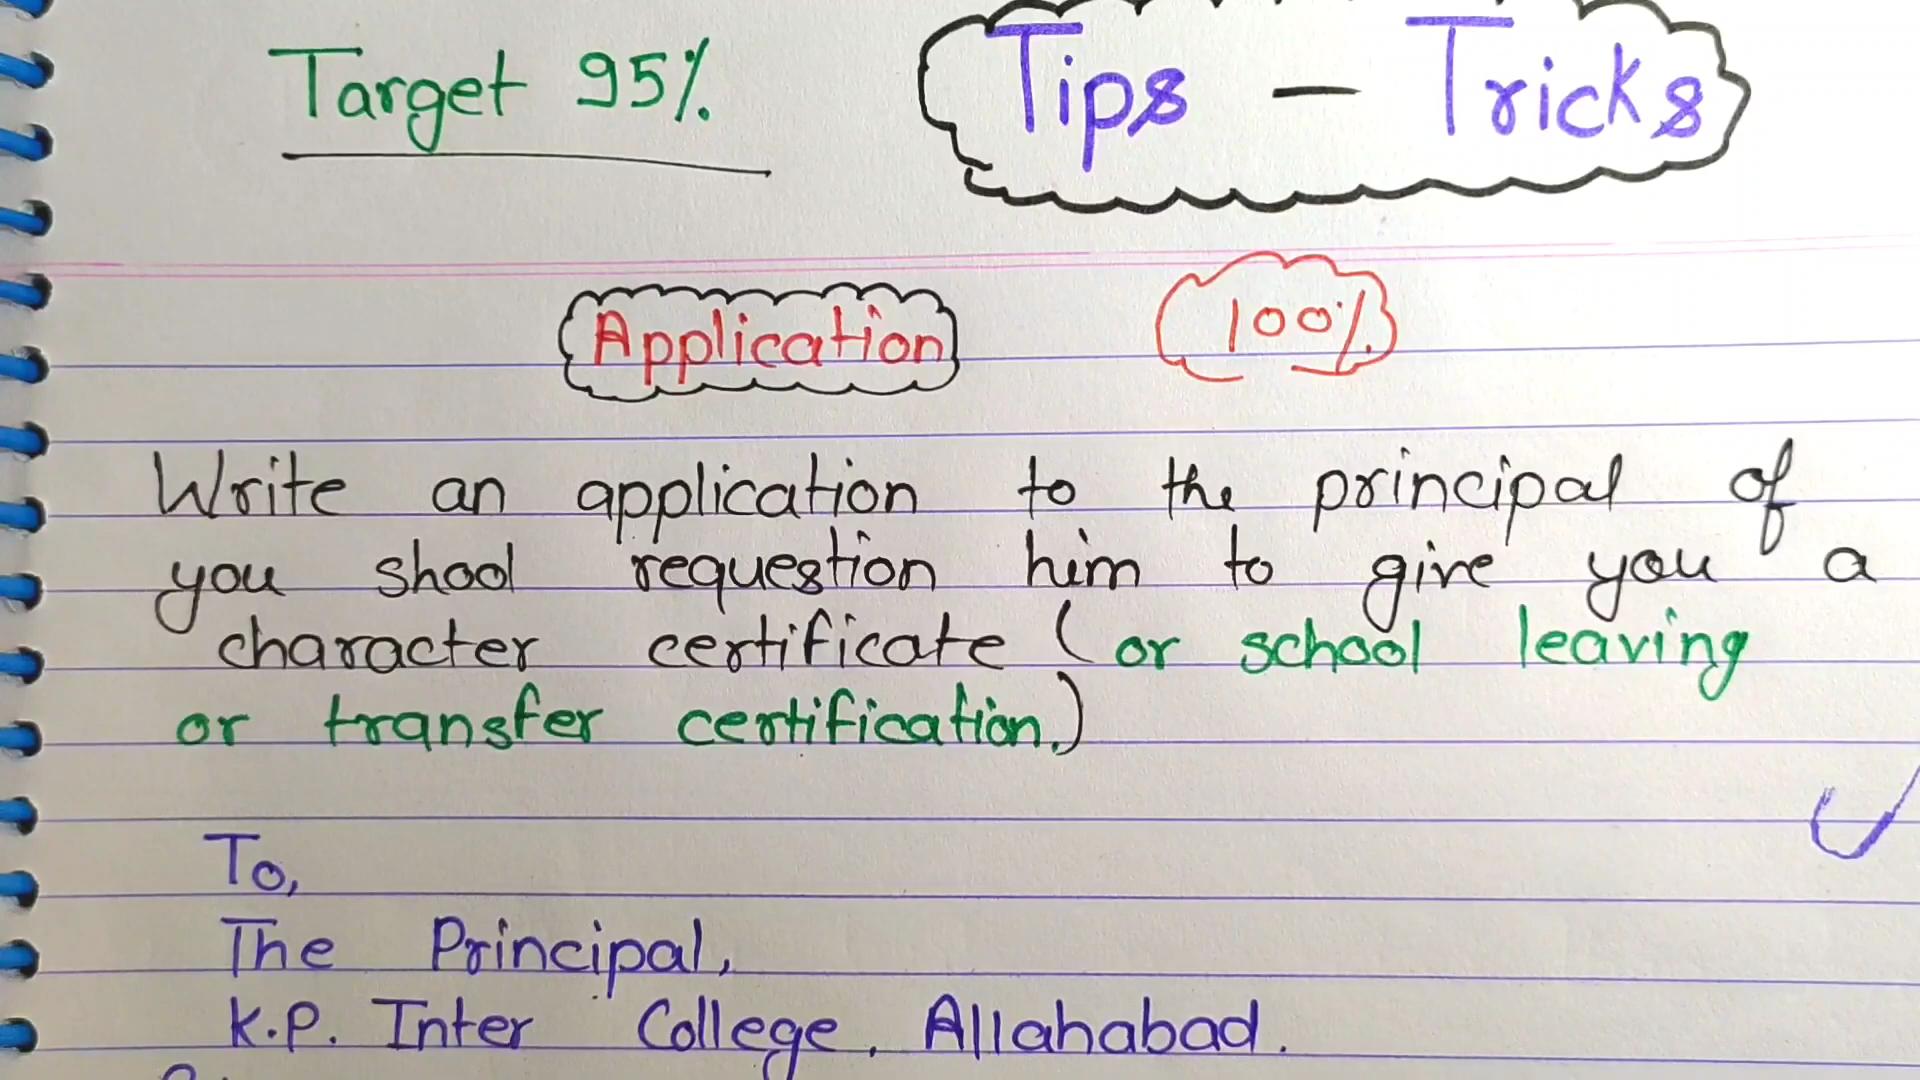 Target 95%.
Tips - Tricks
Application
100%.
Write an application to the principal of
you shool requestion him to give you a
character certificate (or school leaving
or transfer certification.)
To,
The Principal,
K.P. Inter College, Allahabad.